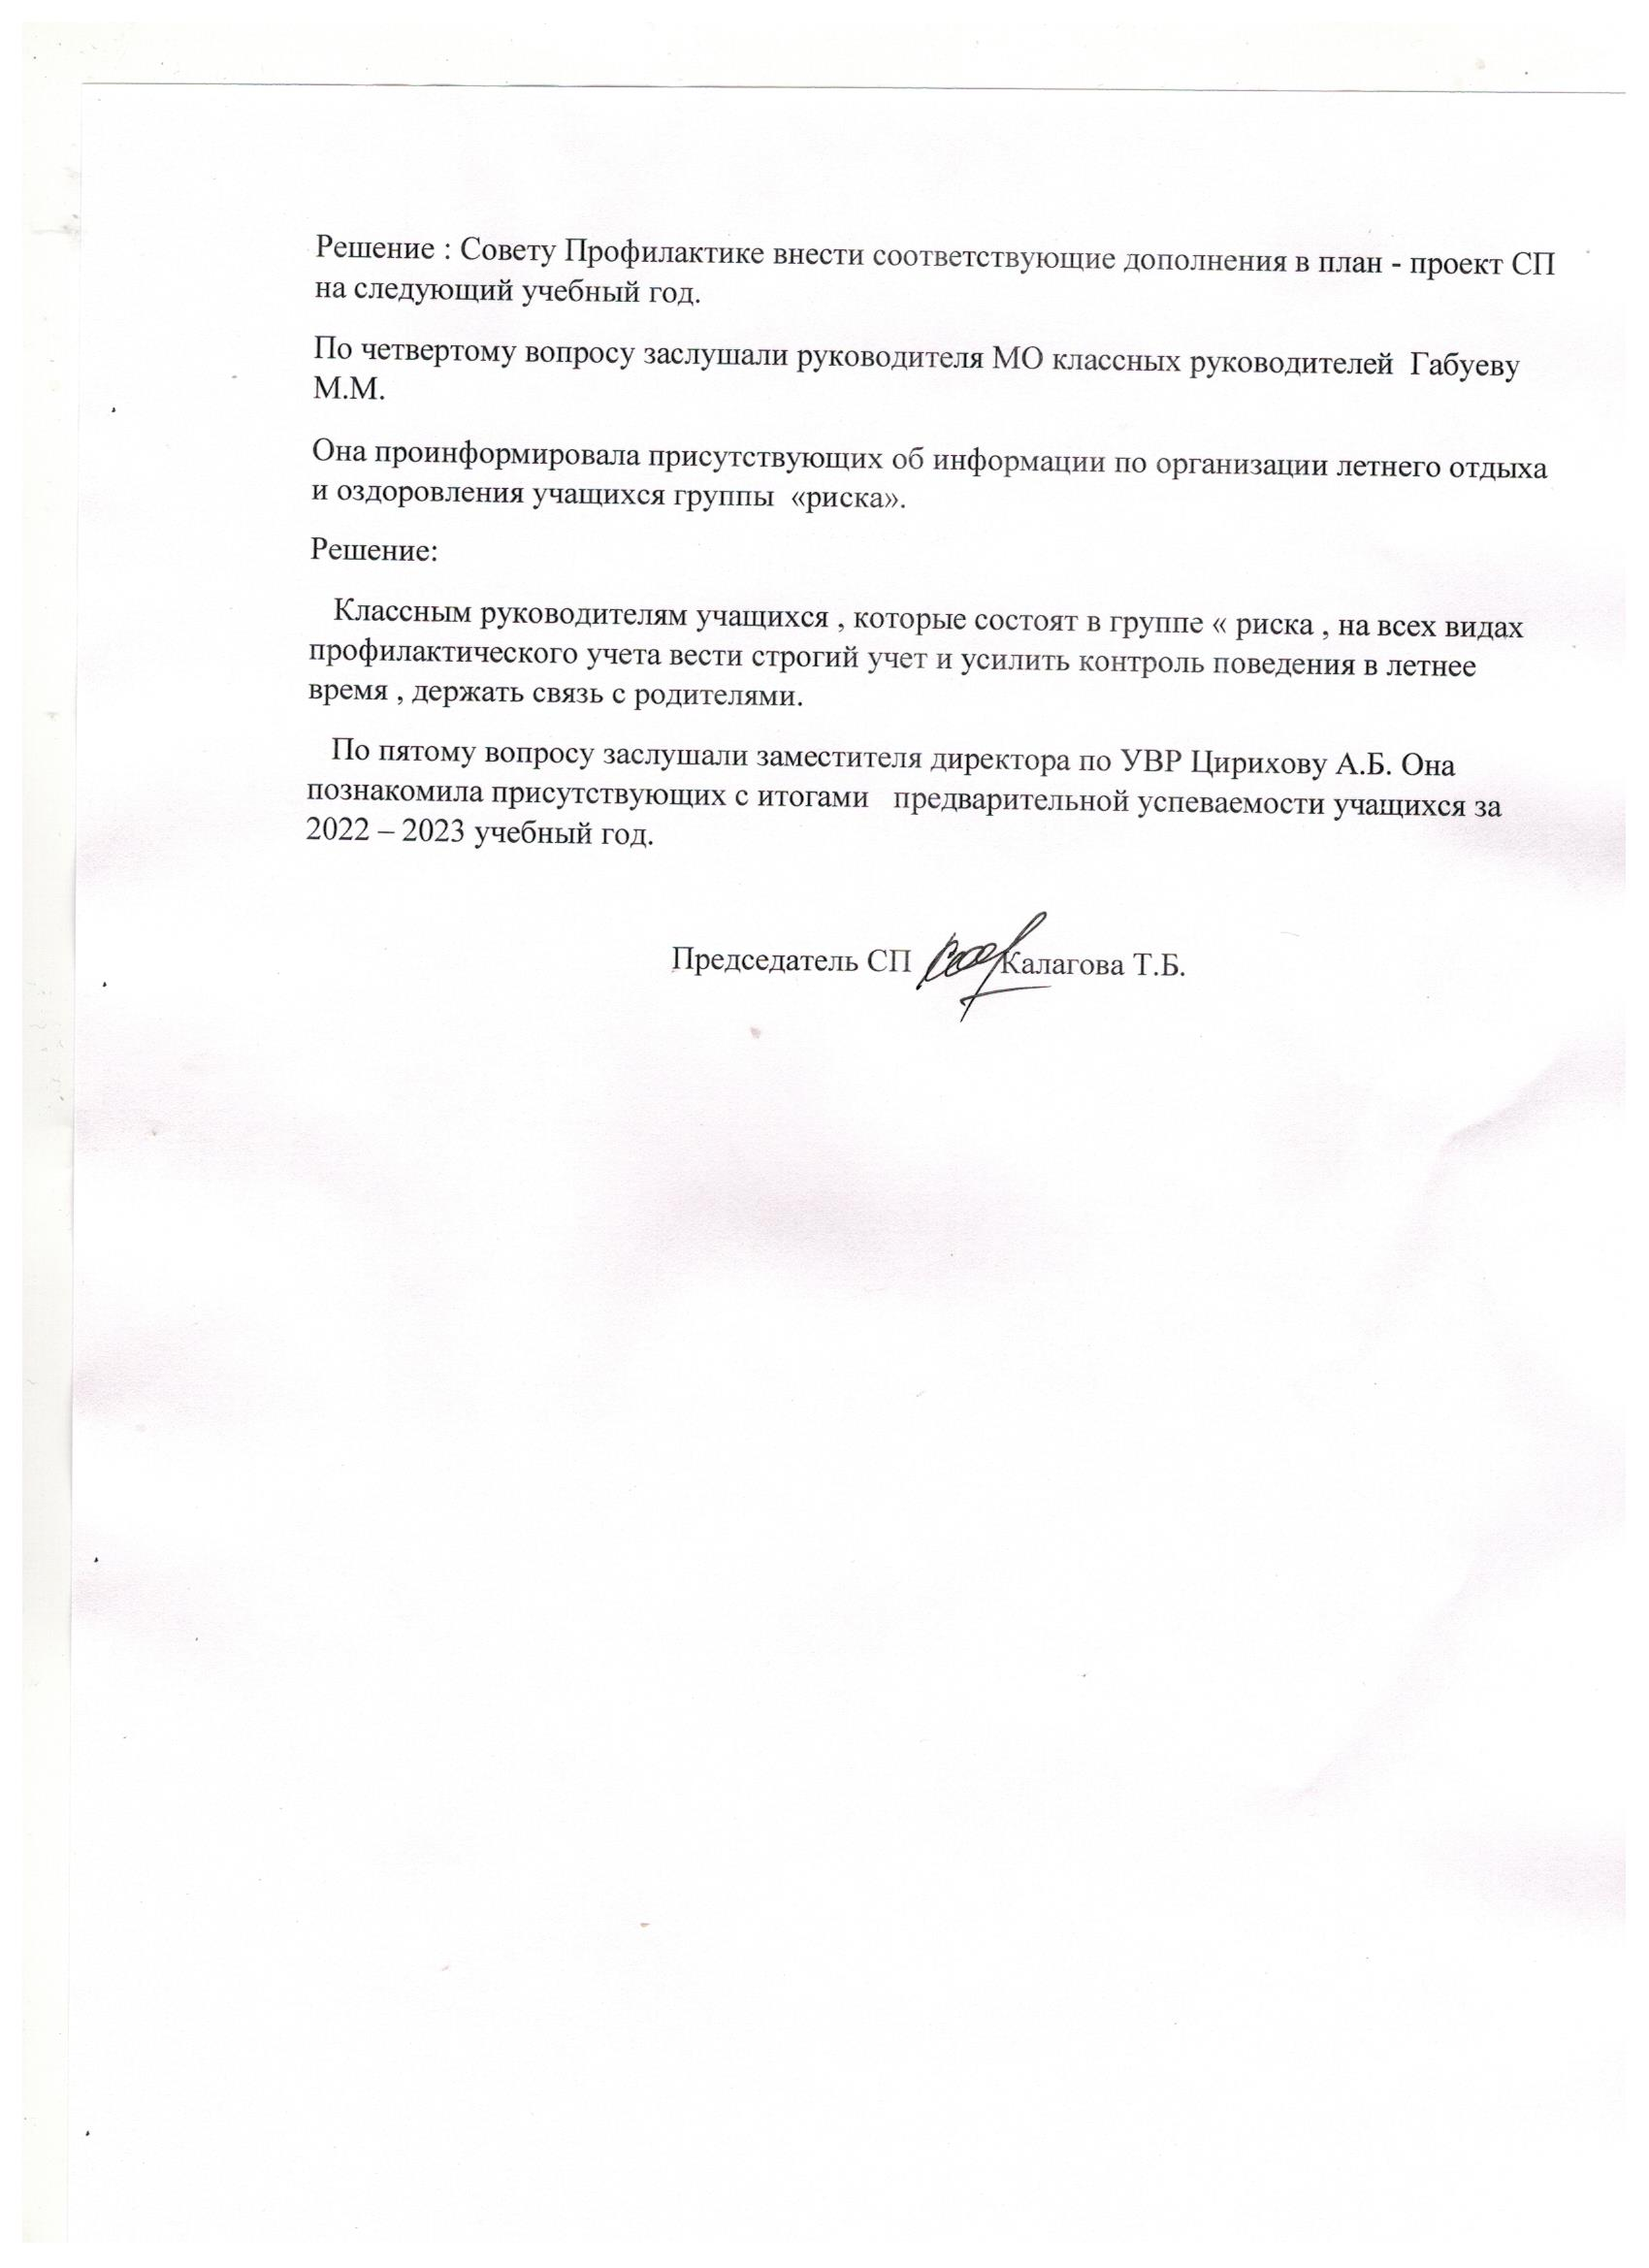 Решение : Совету Профилактике внести соответствующие дополнения в план - проект СП
на следующий учебный год.
По четвертому вопросу заслушали руководителя МО классных руководителей  Габуеву
М.М.
Она проинформировала присутствующих об информации по организации летнего отдыха
и оздоровления учащихся группы  «риска».
Решение:
Классным руководителям учащихся , которые состоят в группе « риска , на всех видах
профилактического учета вести строгий учет и усилить контроль поведения в летнее
время , держать связь с родителями.
По пятому вопросу заслушали заместителя директора по УВР Цирихову А.Б. Она
познакомила присутствующих с итогами   предварительной успеваемости учащихся за
2022 – 2023 учебный год.
Председатель СП Калагова Т.Б.